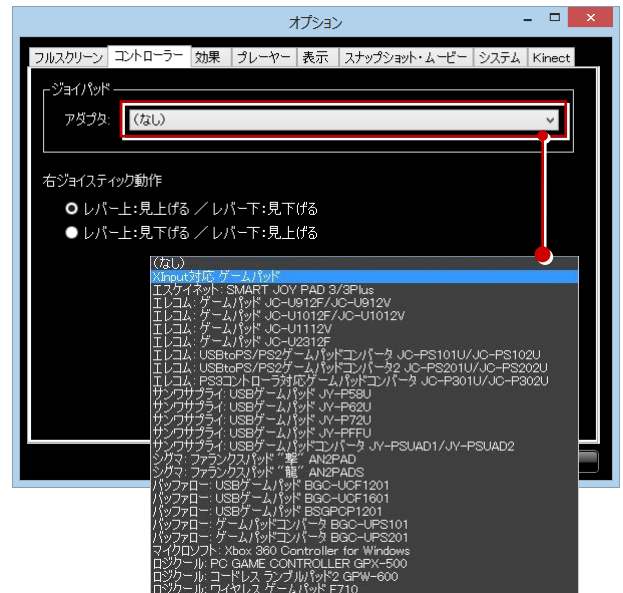 オプション
フルスクリーン コントローラー 効果 プレーヤー 表示 スナップショット・ムービー システム Kinect
ジョイパッド
アダプタ: (なし)
右ジョイスティック動作
レバー上:見上げる / レバー下:見下げる
レバー上:見下げる / レバー下:見上げる
(なし)
XInput対応 ゲームパッド
エスケイネット: SMART JOY PAD 3/3Plus
エレコム: ゲームパッド JC-U912F/JC-U912V
エレコム: ゲームパッド JC-U1012F/JC-U1012V
エレコム: ゲームパッド JC-U1112V
エレコム: ゲームパッド JC-U2312F
エレコム: USBtoPS/PS2ゲームパッドコンバータ JC-PS101U/JC-PS102U
エレコム: USBtoPS/PS2ゲームパッドコンバータ2 JC-PS201U/JC-PS202U
エレコム: PS3コントローラ対応ゲームパッドコンバータ JC-P301U/JC-P302U
サンワサプライ: USBゲームパッド JY-P58U
サンワサプライ: USBゲームパッド JY-P62U
サンワサプライ: USBゲームパッド JY-P72U
サンワサプライ: USBゲームパッド JY-PFFU
サンワサプライ: USBゲームパッドコンバータ JY-PSUAD1/JY-PSUAD2
シグマ: ファランクスパッド "撃" AN2PAD
シグマ: ファランクスパッド "龍" AN2PADS
バッファロー: USBゲームパッド BGC-UCF1201
バッファロー: USBゲームパッド BGC-UCF1601
バッファロー: USBゲームパッド BSGPCP1201
バッファロー: ゲームパッドコンバータ BGC-UPS101
バッファロー: ゲームパッドコンバータ BGC-UPS201
マイクロソフト: Xbox 360 Controller for Windows
ロジクール: PC GAME CONTROLLER GPX-500
ロジクール: コードレス ランブルパッド2 GPW-600
ロジクール: ワイヤレス ゲームパッド F710